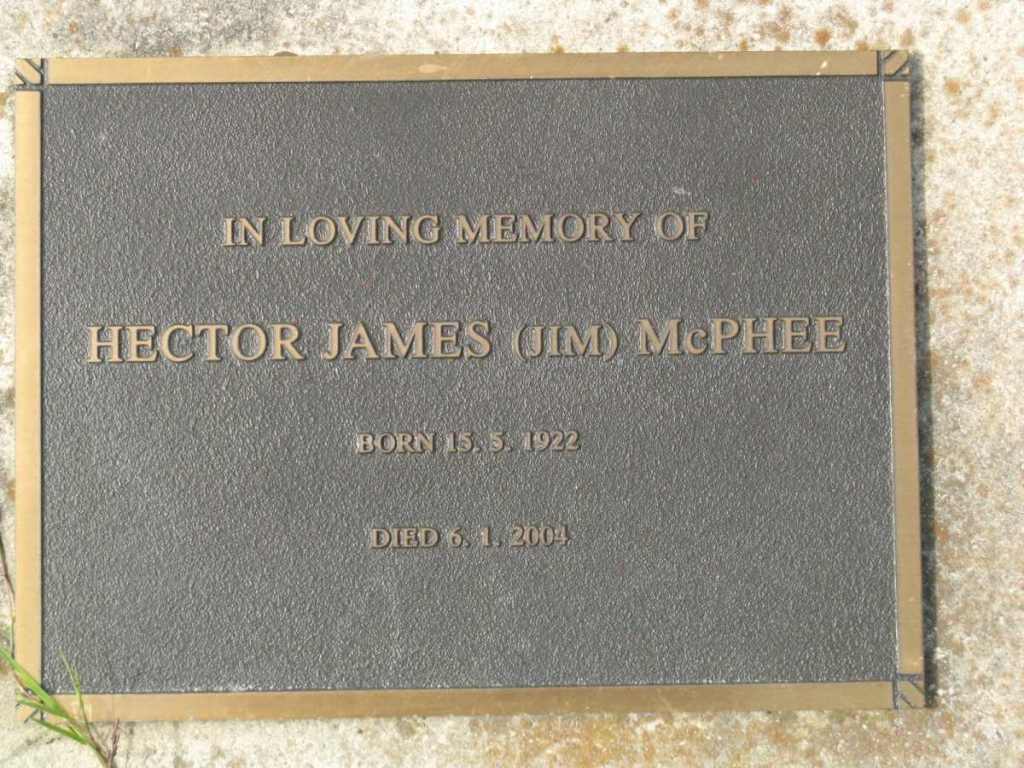 IN LOVING MEMORY OF
HECTOR JAMES (JIM) McPHEE
BORN 15. 5. 1922
DIED 6. 1. 2004